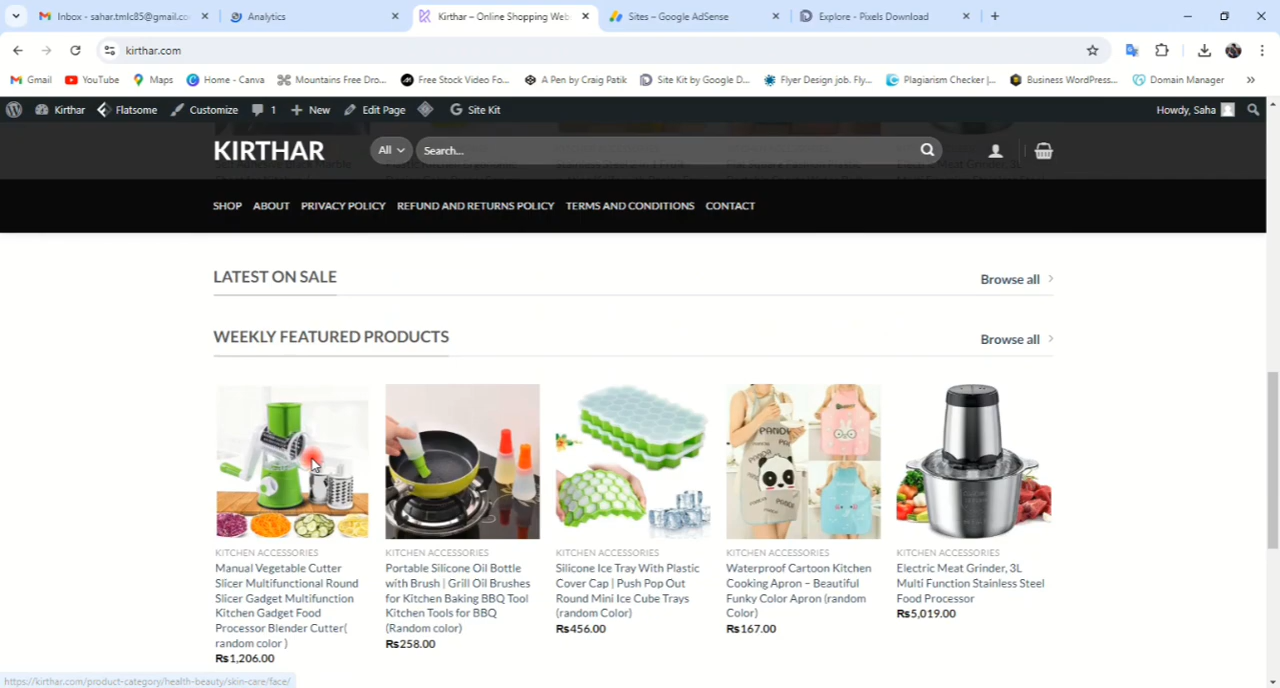 Inbox - sahar.tmlc85@gmail.co
Analytics
Kirthar – Online Shopping Web
Sites – Google AdSense
Explore - Pixels Download
kirthar.com
Gmail
YouTube
Maps
Home - Canva
Mountains Free Dro...
Free Stock Video Fo...
A Pen by Craig Patik
Site Kit by Google D...
Flyer Design job. Fly...
Plagiarism Checker |...
Business WordPress...
Domain Manager
Kirthar
Flatsome
Customize
1
New
Edit Page
Site Kit
Howdy, Saha
KIRTHAR
All
Search...
SHOP
ABOUT
PRIVACY POLICY
REFUND AND RETURNS POLICY
TERMS AND CONDITIONS
CONTACT
LATEST ON SALE
Browse all
WEEKLY FEATURED PRODUCTS
Browse all
PANDA
KITCHEN ACCESSORIES
Manual Vegetable Cutter
Slicer Multifunctional Round
Slicer Gadget Multifunction
Kitchen Gadget Food
Processor Blender Cutter(
random color )
₨1,206.00
KITCHEN ACCESSORIES
Portable Silicone Oil Bottle
with Brush | Grill Oil Brushes
for Kitchen Baking BBQ Tool
Kitchen Tools for BBQ
(Random color)
₨258.00
KITCHEN ACCESSORIES
Silicone Ice Tray With Plastic
Cover Cap | Push Pop Out
Round Mini Ice Cube Trays
(random Color)
₨456.00
KITCHEN ACCESSORIES
Waterproof Cartoon Kitchen
Cooking Apron – Beautiful
Funky Color Apron (random
Color)
₨167.00
KITCHEN ACCESSORIES
Electric Meat Grinder, 3L
Multi Function Stainless Steel
Food Processor
₨5,019.00
https://kirthar.com/product-category/health-beauty/skin-care/face/